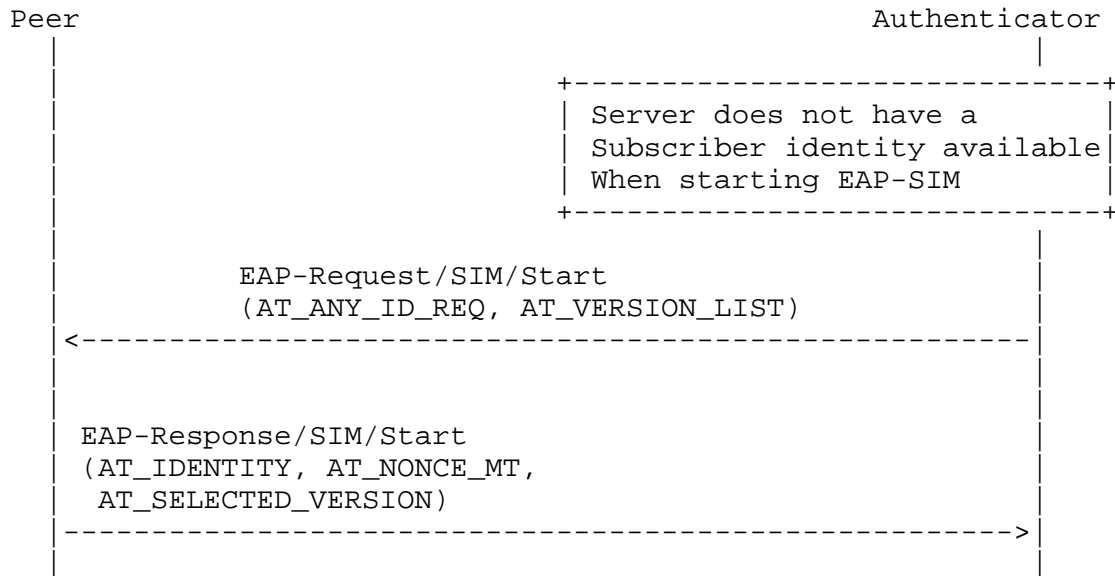 Peer Authenticator
Server does not have a
Subscriber identity available
When starting EAP-SIM
EAP-Request/SIM/Start
(AT_ANY_ID_REQ, AT_VERSION_LIST)
EAP-Response/SIM/Start
(AT_IDENTITY, AT_NONCE_MT,
AT_SELECTED_VERSION)